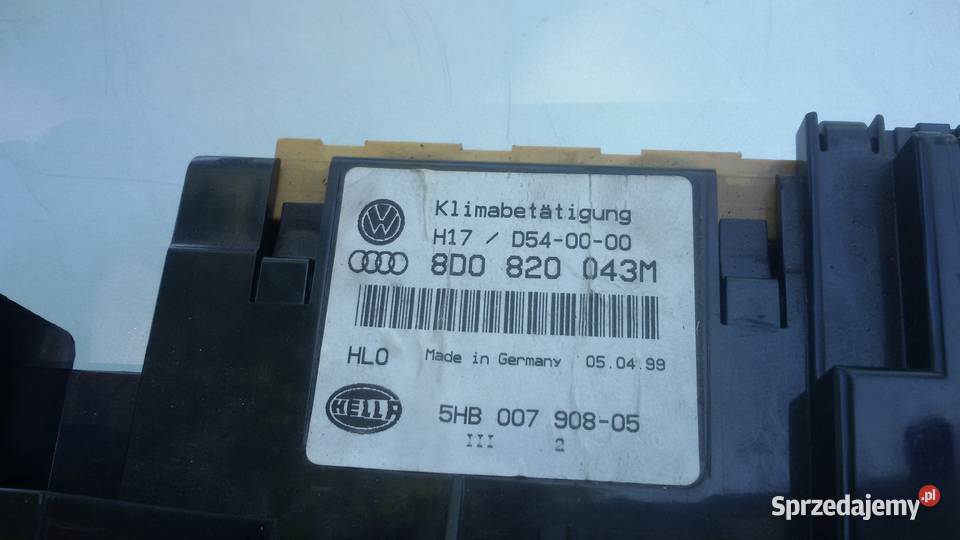 Klimabetätigung
H17 / D54-00-00
8D0 820 043M
HLO Made in Germany 05.04.99
HELLA 5HB 007 908-05
III 2
Sprzedajemy.pl